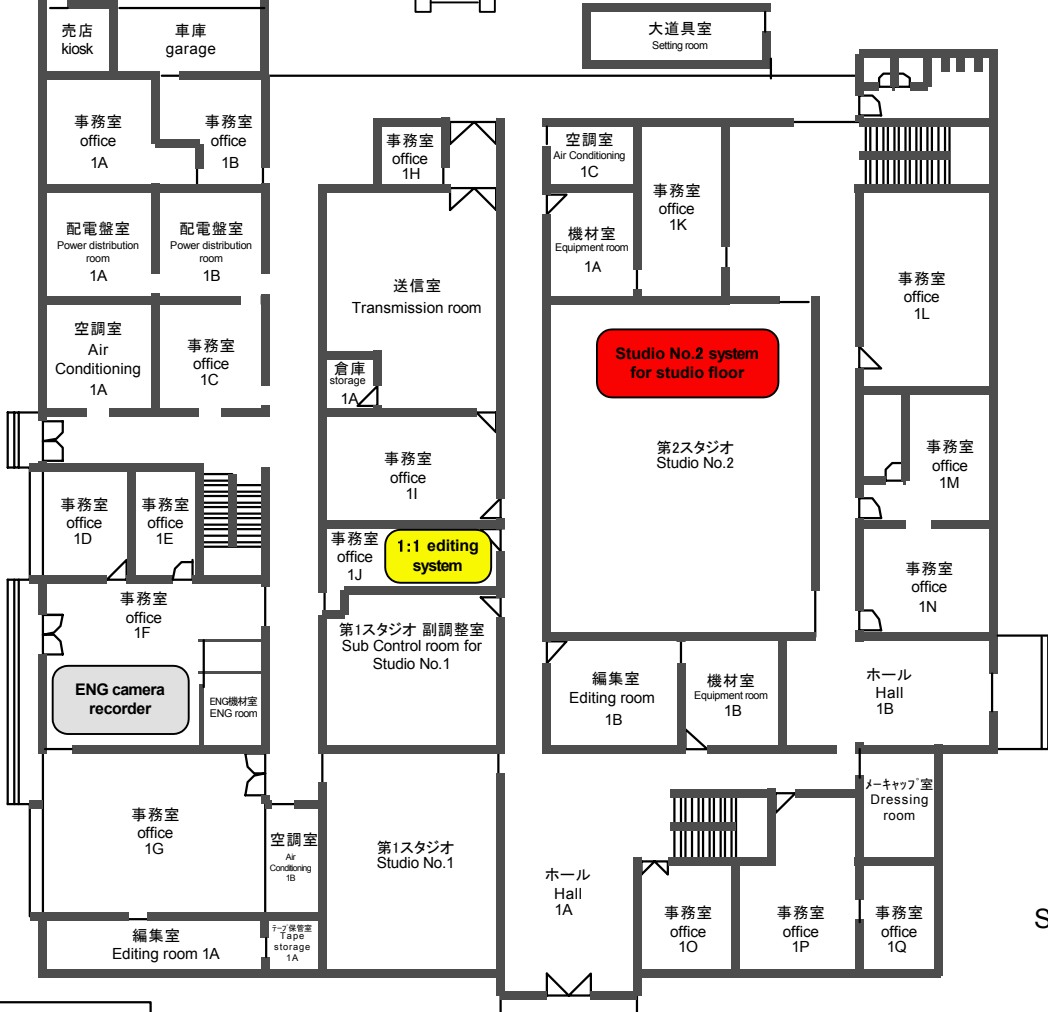 売店
kiosk
車庫
garage
大道具室
Setting room
事務室
office
1A
事務室
office
1B
事務室
office
1H
空調室
Air Conditioning
1C
事務室
office
1K
配電盤室
Power distribution
room
1A
配電盤室
Power distribution
room
1B
機材室
Equipment room
1A
送信室
Transmission room
事務室
office
1L
空調室
Air
Conditioning
1A
事務室
office
1C
倉庫
storage
1A
Studio No.2 system
for studio floor
第2スタジオ
Studio No.2
事務室
office
1I
事務室
office
1M
事務室
office
1D
事務室
office
1E
事務室
office
1J
1:1 editing
system
事務室
office
1N
事務室
office
1F
第1スタジオ 副調整室
Sub Control room for
Studio No.1
ENG camera
recorder
ENG機材室
ENG room
編集室
Editing room
1B
機材室
Equipment room
1B
ホール
Hall
1B
事務室
office
1G
空調室
Air
Conditioning
1B
第1スタジオ
Studio No.1
メーキャップ室
Dressing
room
ホール
Hall
1A
事務室
office
1O
事務室
office
1P
事務室
office
1Q
S
編集室
Editing room 1A
テープ保管室
Tape
storage
1A